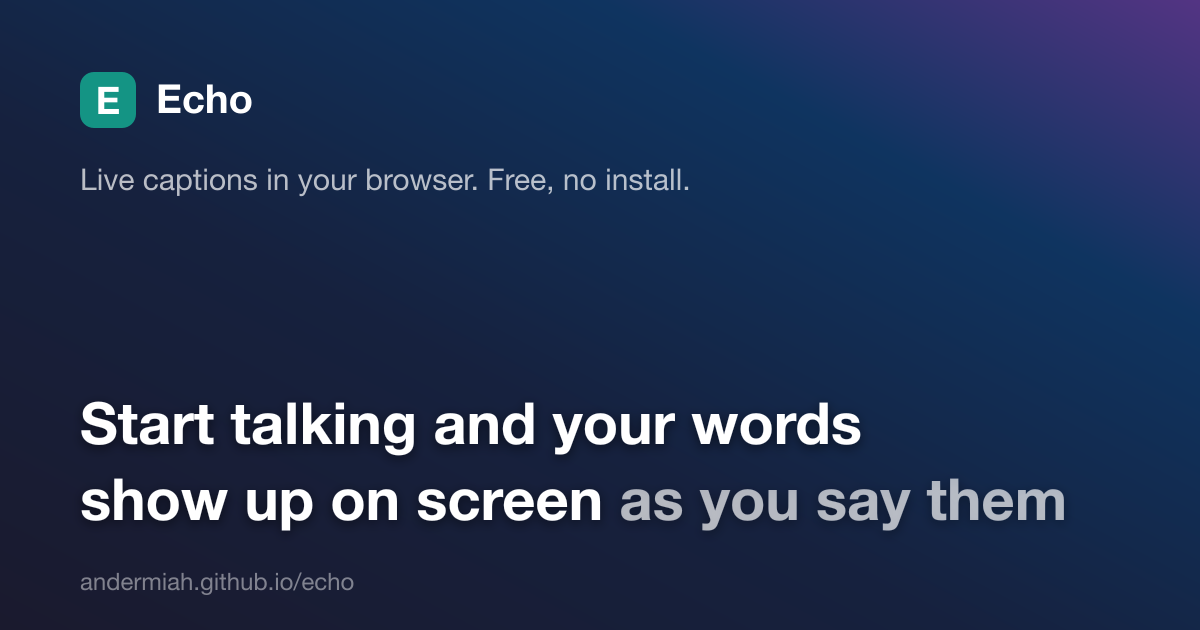 E Echo
Live captions in your browser. Free, no install.
Start talking and your words
show up on screen as you say them
andermiah.github.io/echo